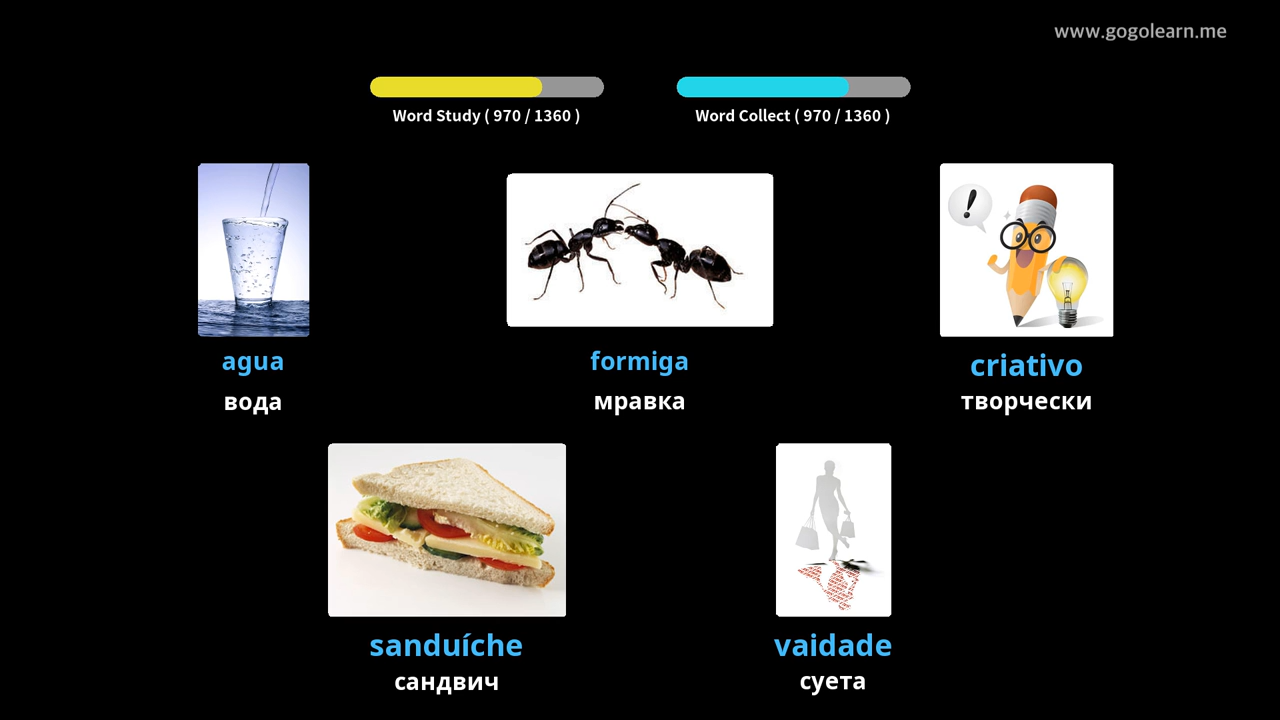 www.gogolearn.me
Word Study ( 970 / 1360 )
Word Collect ( 970 / 1360 )
agua
вода
formiga
мравка
criativo
творчески
sanduíche
сандвич
vaidade
суета